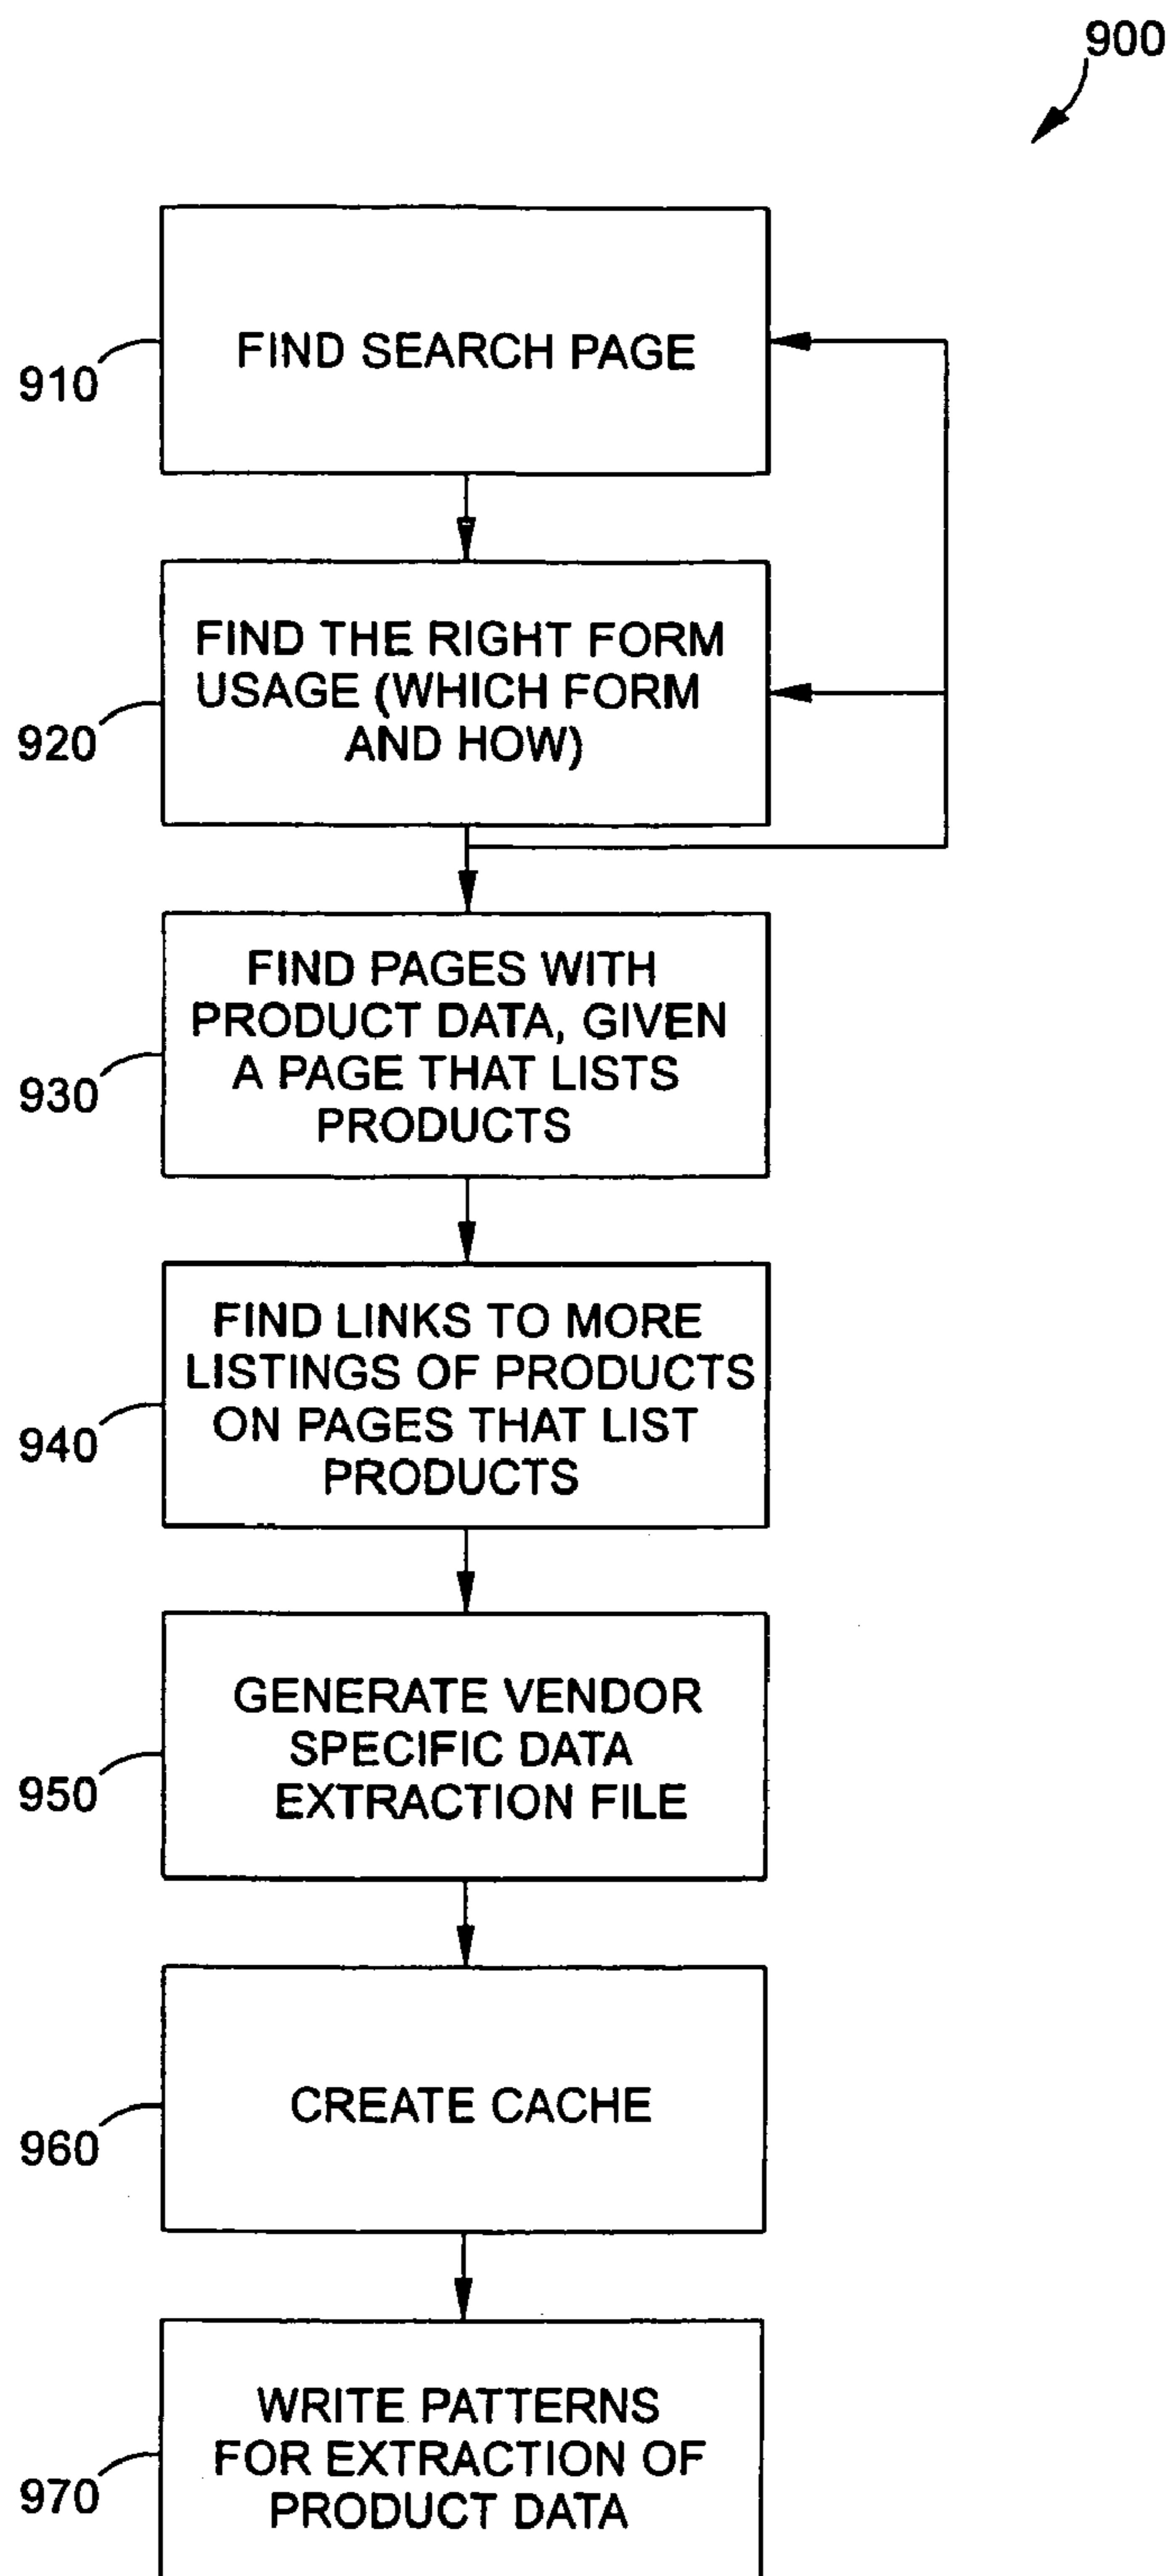 900
FIND SEARCH PAGE
910
FIND THE RIGHT FORM
USAGE (WHICH FORM
AND HOW)
920
FIND PAGES WITH
PRODUCT DATA, GIVEN
A PAGE THAT LISTS
PRODUCTS
930
FIND LINKS TO MORE
LISTINGS OF PRODUCTS
ON PAGES THAT LIST
PRODUCTS
940
GENERATE VENDOR
SPECIFIC DATA
EXTRACTION FILE
950
CREATE CACHE
960
WRITE PATTERNS
FOR EXTRACTION OF
PRODUCT DATA
970